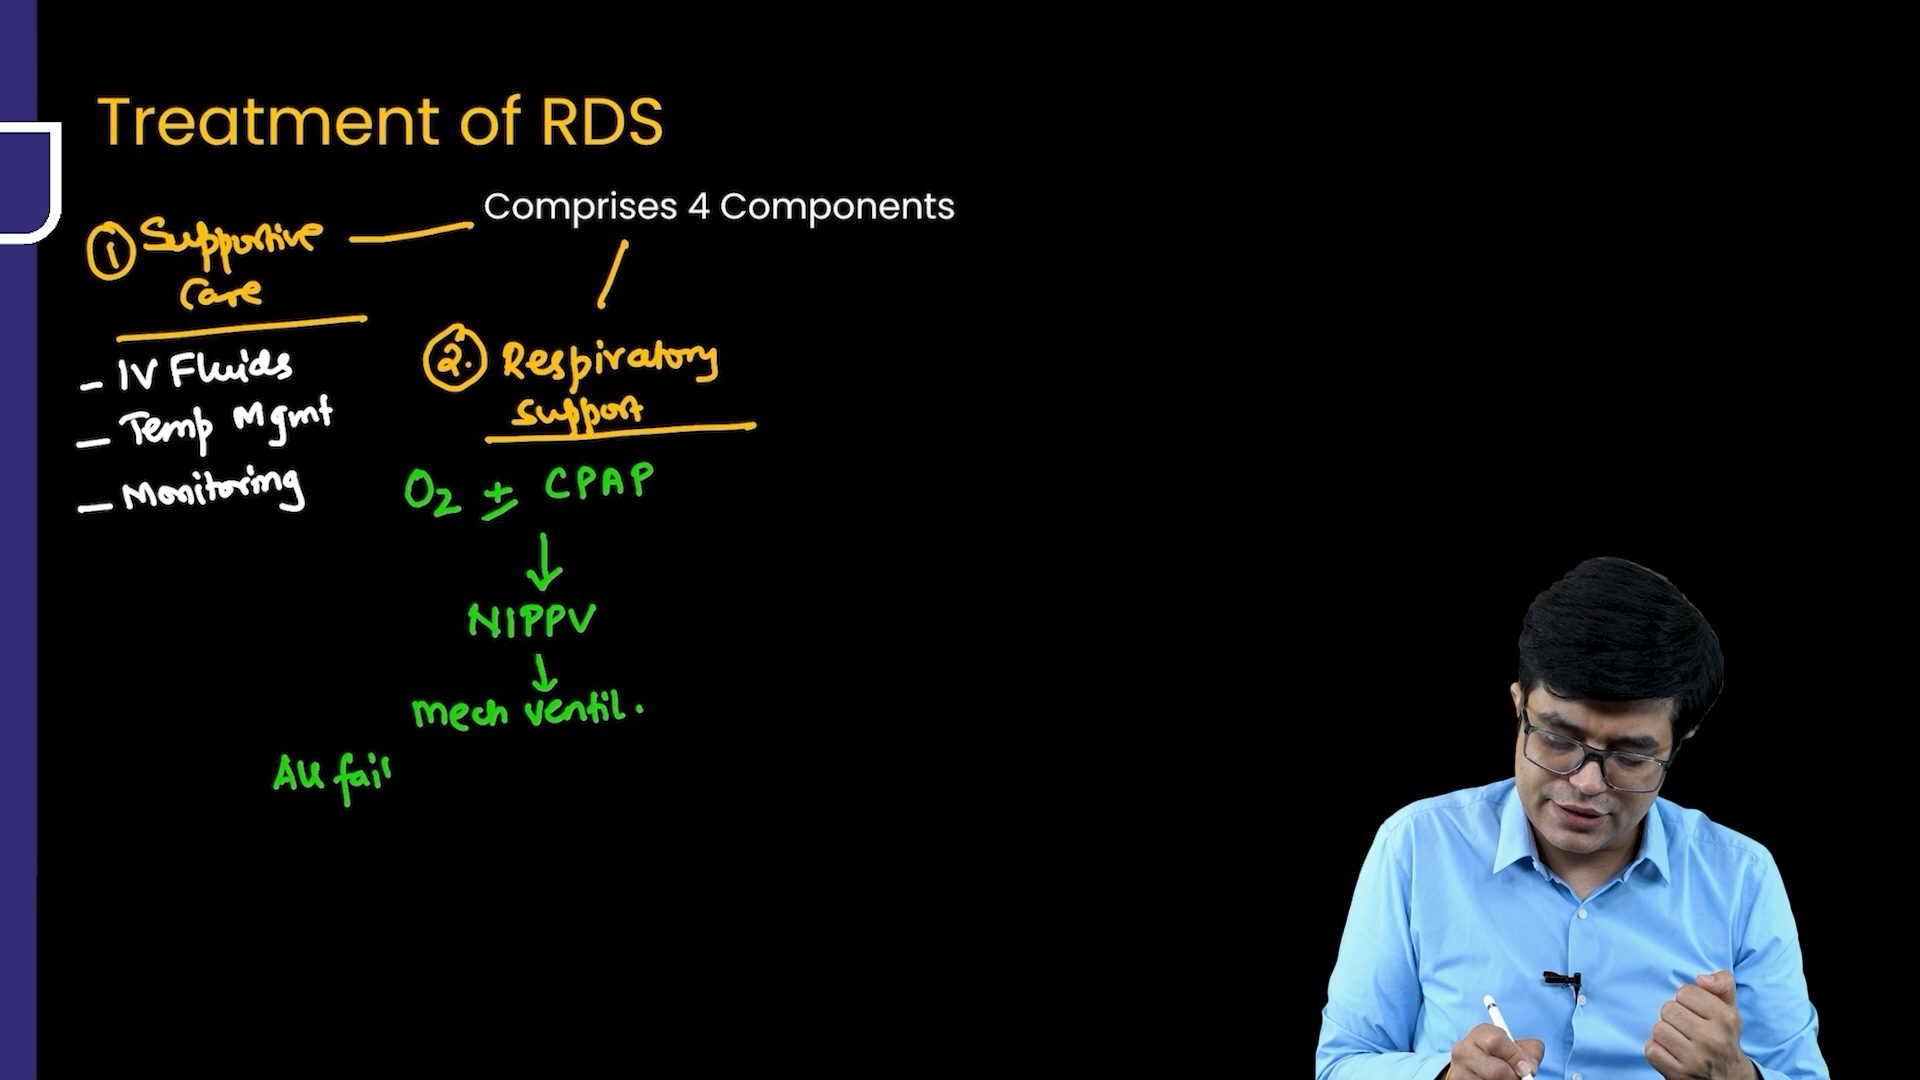 Treatment of RDS
Comprises 4 Components
① Supportive
Care
- IV Fluids
- Temp Mgmt
- Monitoring
②. Respiratory
support
O2 ± CPAP
↓
NIPPV
↓
mech ventil.
All fail